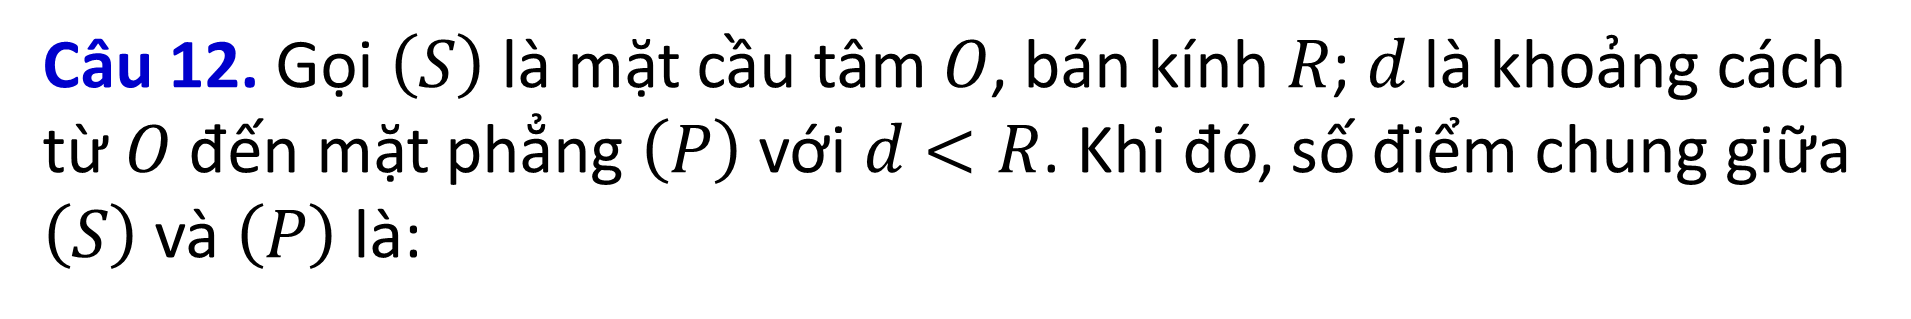 Câu 12. Gọi (S) là mặt cầu tâm O, bán kính R; d là khoảng cách
từ O đến mặt phẳng (P) với d < R. Khi đó, số điểm chung giữa
(S) và (P) là: